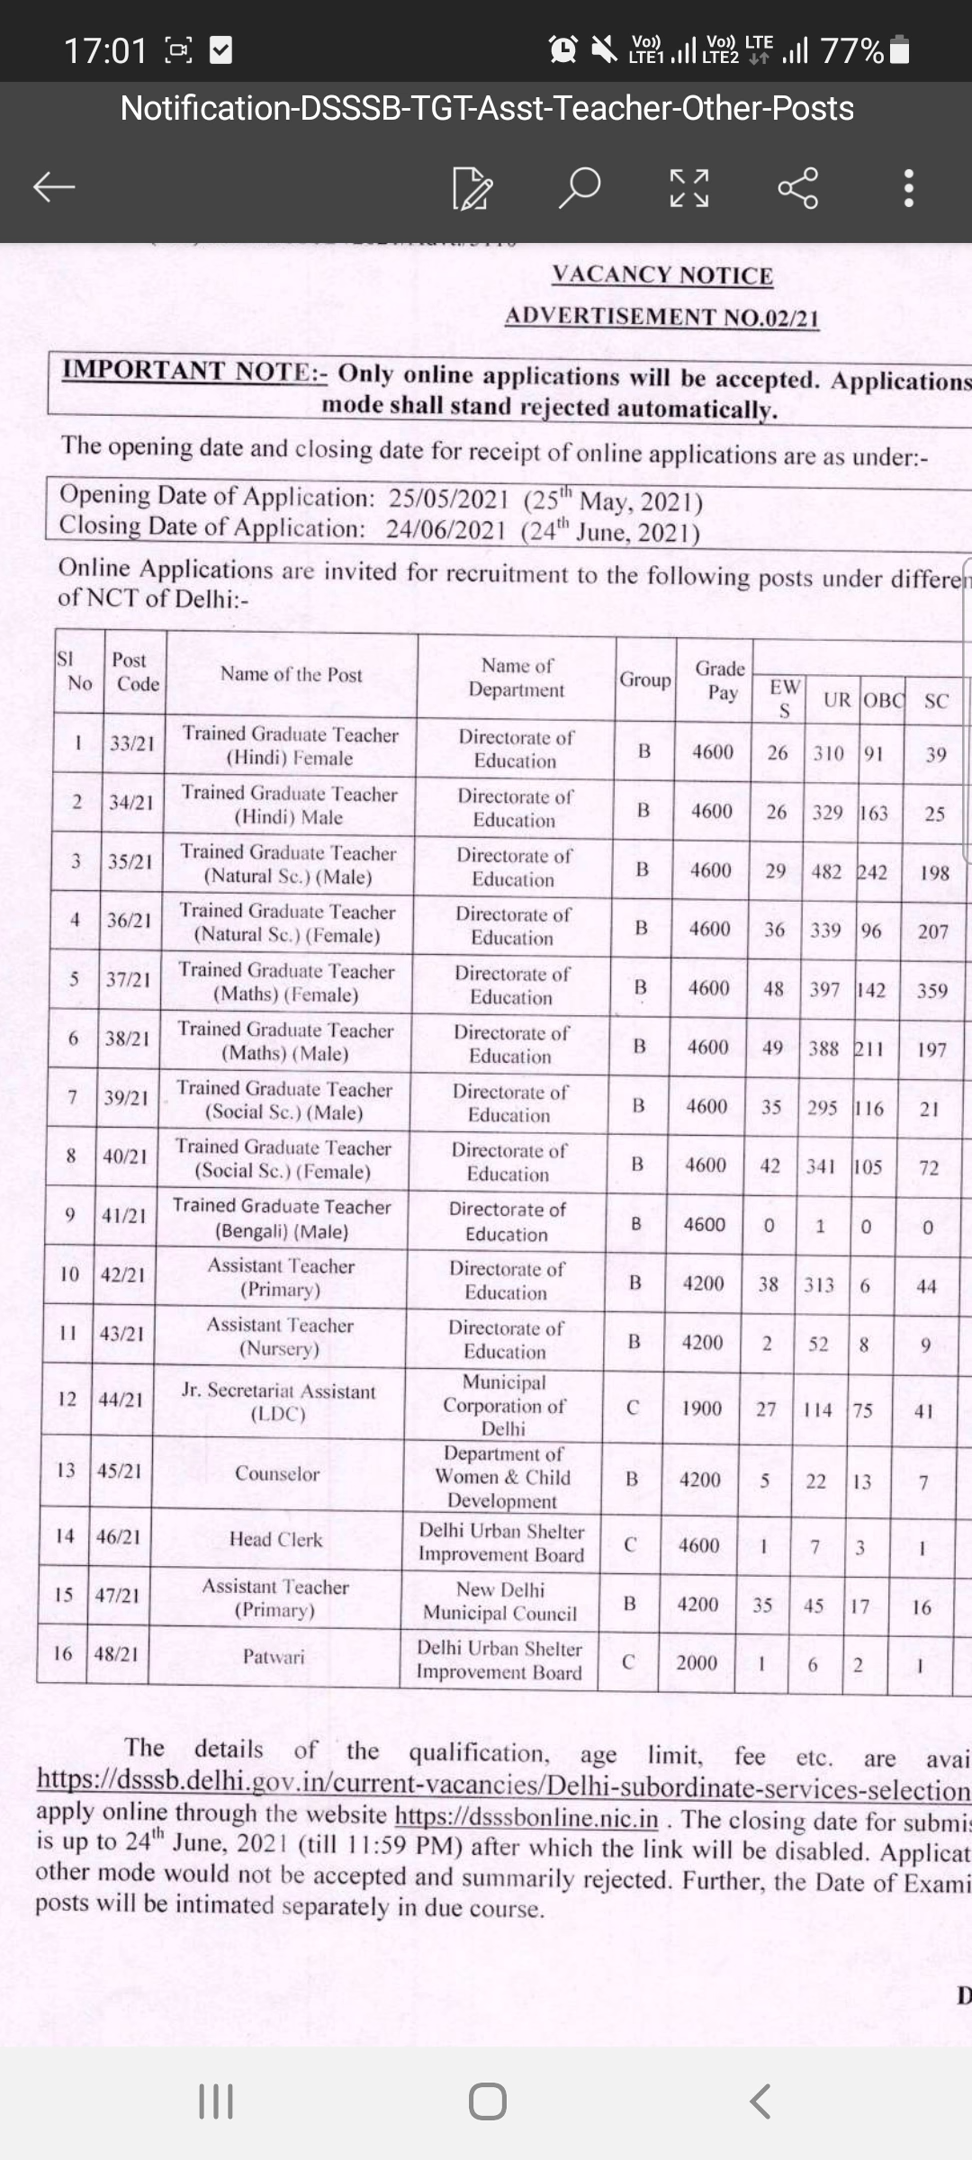 17:01 Vo)) LTE1 Vo)) LTE2 LTE 77%
Notification-DSSSB-TGT-Asst-Teacher-Other-Posts
VACANCY NOTICE
ADVERTISEMENT NO.02/21
IMPORTANT NOTE:- Only online applications will be accepted. Applications
mode shall stand rejected automatically.
The opening date and closing date for receipt of online applications are as under:-
Opening Date of Application: 25/05/2021 (25th May, 2021)
Closing Date of Application: 24/06/2021 (24th June, 2021)
Online Applications are invited for recruitment to the following posts under differen
of NCT of Delhi:-
Sl No Post Code Name of the Post Name of Department Group Grade Pay EWS UR OBC SC
1 33/21 Trained Graduate Teacher (Hindi) Female Directorate of Education B 4600 26 310 91 39
2 34/21 Trained Graduate Teacher (Hindi) Male Directorate of Education B 4600 26 329 163 25
3 35/21 Trained Graduate Teacher (Natural Sc.) (Male) Directorate of Education B 4600 29 482 242 198
4 36/21 Trained Graduate Teacher (Natural Sc.) (Female) Directorate of Education B 4600 36 339 96 207
5 37/21 Trained Graduate Teacher (Maths) (Female) Directorate of Education B 4600 48 397 142 359
6 38/21 Trained Graduate Teacher (Maths) (Male) Directorate of Education B 4600 49 388 211 197
7 39/21 Trained Graduate Teacher (Social Sc.) (Male) Directorate of Education B 4600 35 295 116 21
8 40/21 Trained Graduate Teacher (Social Sc.) (Female) Directorate of Education B 4600 42 341 105 72
9 41/21 Trained Graduate Teacher (Bengali) (Male) Directorate of Education B 4600 0 1 0 0
10 42/21 Assistant Teacher (Primary) Directorate of Education B 4200 38 313 6 44
11 43/21 Assistant Teacher (Nursery) Directorate of Education B 4200 2 52 8 9
12 44/21 Jr. Secretariat Assistant (LDC) Municipal Corporation of Delhi C 1900 27 114 75 41
13 45/21 Counselor Department of Women & Child Development B 4200 5 22 13 7
14 46/21 Head Clerk Delhi Urban Shelter Improvement Board C 4600 1 7 3 1
15 47/21 Assistant Teacher (Primary) New Delhi Municipal Council B 4200 35 45 17 16
16 48/21 Patwari Delhi Urban Shelter Improvement Board C 2000 1 6 2 1
The details of the qualification, age limit, fee etc. are avai
https://dsssb.delhi.gov.in/current-vacancies/Delhi-subordinate-services-selection
apply online through the website https://dsssbonline.nic.in . The closing date for submis
is up to 24th June, 2021 (till 11:59 PM) after which the link will be disabled. Applicat
other mode would not be accepted and summarily rejected. Further, the Date of Exami
posts will be intimated separately in due course.
D